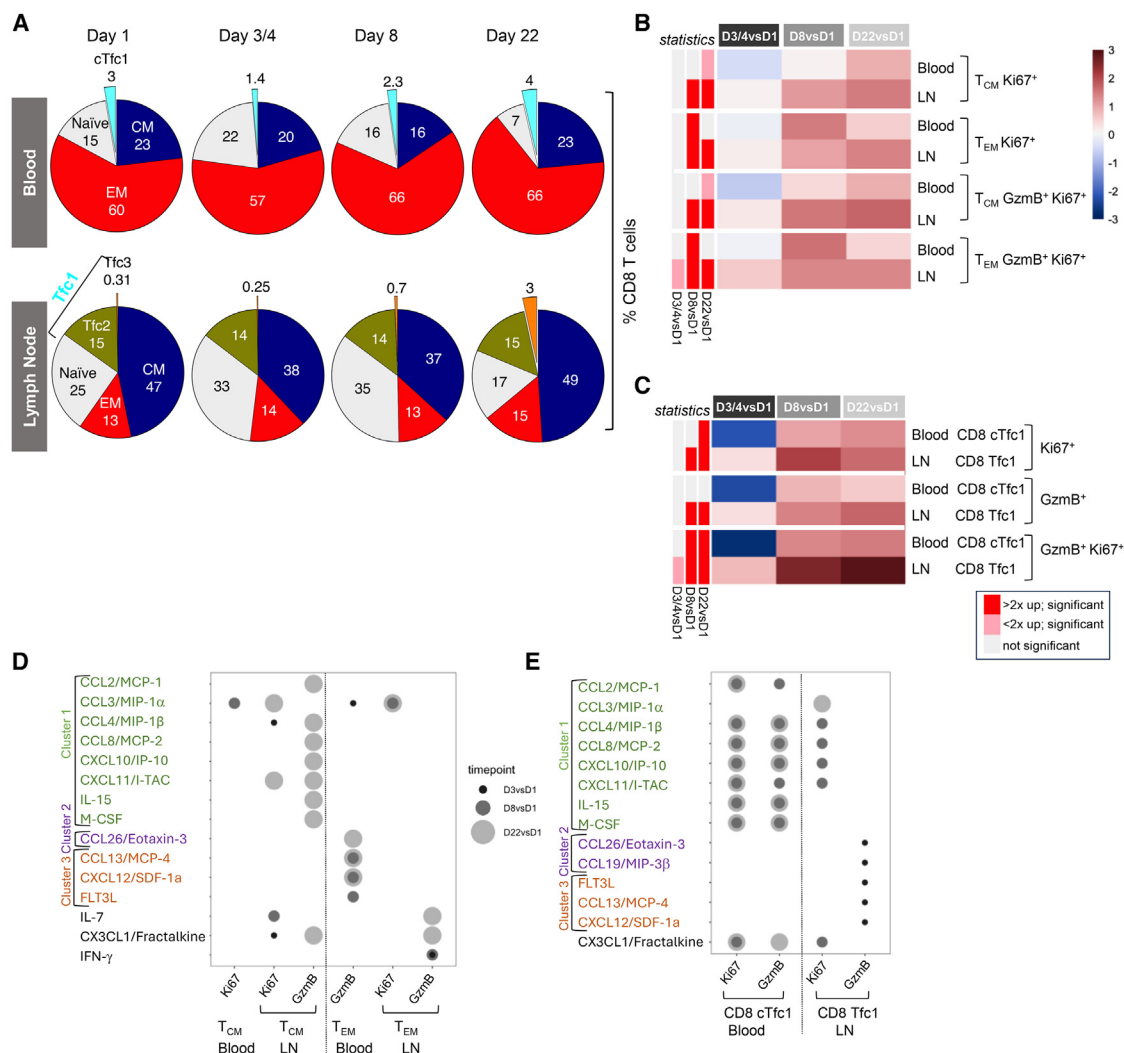 A
Day 1
Day 3/4
Day 8
Day 22
cTfc1
3
1.4
2.3
4
Blood
Naïve
15
CM
23
EM
60
22
20
57
16
16
66
7
23
66
% CD8 T cells
Tfc1
Tfc3
0.31
0.25
0.7
3
Lymph Node
Tfc2
15
Naïve
25
CM
47
EM
13
14
38
33
14
14
37
35
13
15
49
17
15
B
statistics
D3/4vsD1
D8vsD1
D22vsD1
Blood
LN
TCM Ki67+
Blood
LN
TEM Ki67+
Blood
LN
TCM GzmB+ Ki67+
Blood
LN
TEM GzmB+ Ki67+
D3/4vsD1
D8vsD1
D22vsD1
3
2
1
0
-1
-2
-3
C
statistics
D3/4vsD1
D8vsD1
D22vsD1
Blood CD8 cTfc1
LN CD8 Tfc1
Ki67+
Blood CD8 cTfc1
LN CD8 Tfc1
GzmB+
Blood CD8 cTfc1
LN CD8 Tfc1
GzmB+ Ki67+
D3/4vsD1
D8vsD1
D22vsD1
>2x up; significant
<2x up; significant
not significant
D
Cluster 1
CCL2/MCP-1
CCL3/MIP-1α
CCL4/MIP-1β
CCL8/MCP-2
CXCL10/IP-10
CXCL11/I-TAC
IL-15
M-CSF
Cluster 2
CCL26/Eotaxin-3
Cluster 3
CCL13/MCP-4
CXCL12/SDF-1a
FLT3L
IL-7
CX3CL1/Fractalkine
IFN-γ
Ki67
Ki67
GzmB
GzmB
Ki67
GzmB
TCM
Blood
TCM
LN
TEM
Blood
TEM
LN
timepoint
D3vsD1
D8vsD1
D22vsD1
E
Cluster 1
CCL2/MCP-1
CCL3/MIP-1α
CCL4/MIP-1β
CCL8/MCP-2
CXCL10/IP-10
CXCL11/I-TAC
IL-15
M-CSF
Cluster 2
CCL26/Eotaxin-3
CCL19/MIP-3β
Cluster 3
FLT3L
CCL13/MCP-4
CXCL12/SDF-1a
CX3CL1/Fractalkine
Ki67
GzmB
Ki67
GzmB
CD8 cTfc1
Blood
CD8 Tfc1
LN